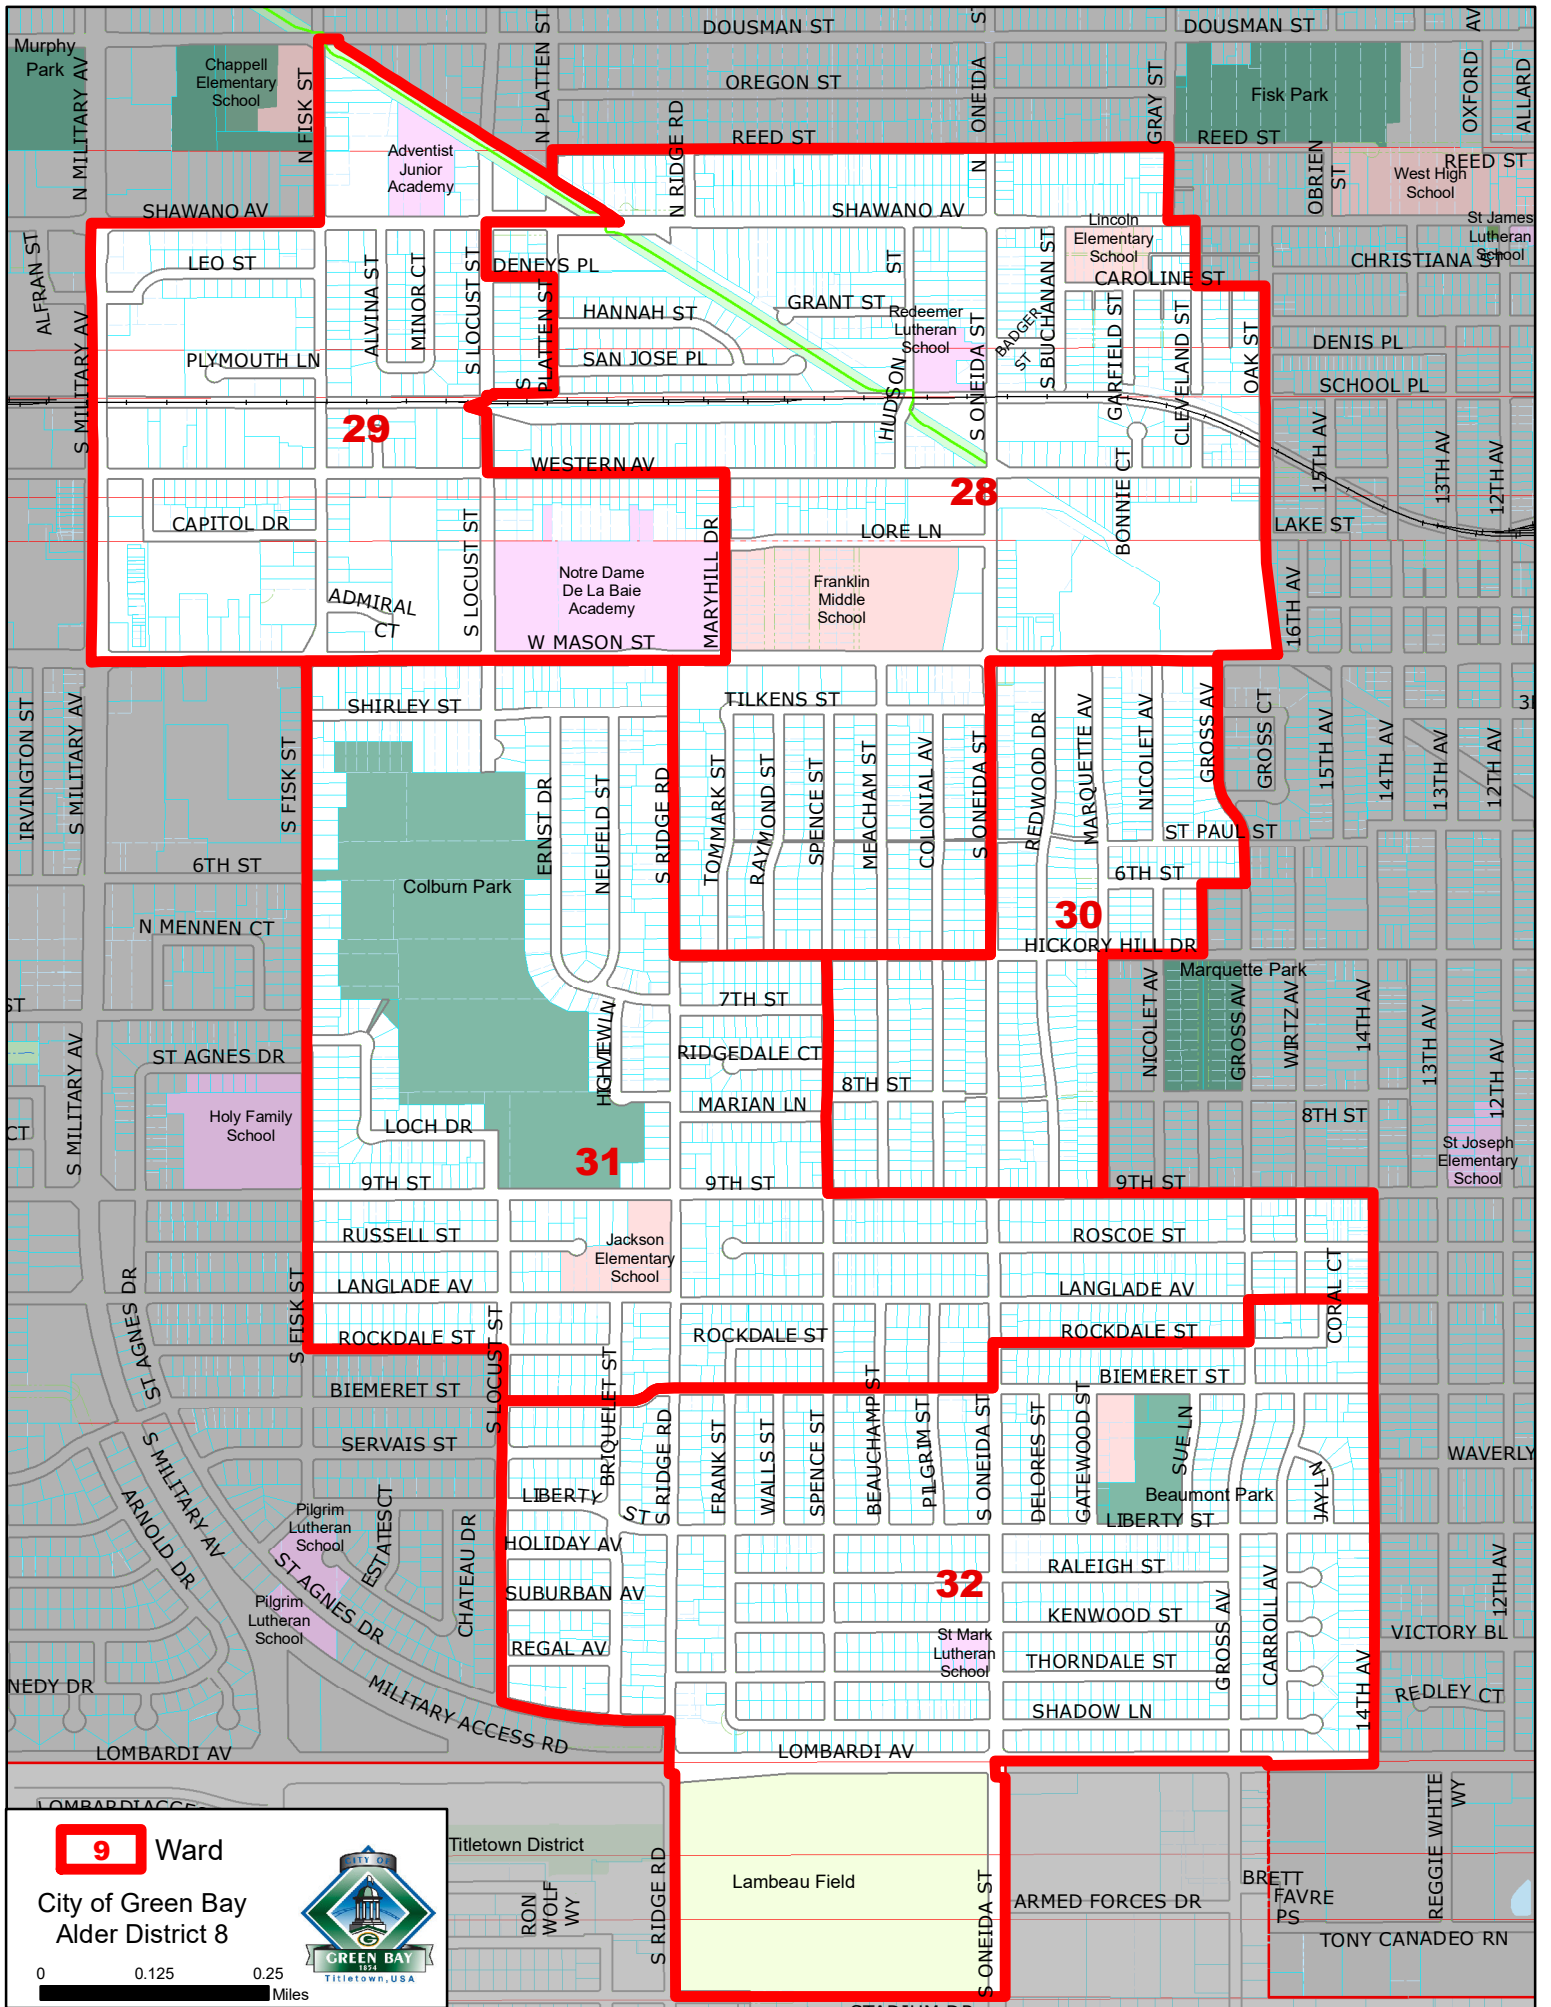 DOUSMAN ST
DOUSMAN ST
Murphy
Park
N MILITARY AV
Chappell
Elementary
School
N FISK ST
N PLATTEN ST
OREGON ST
N ONEIDA ST
GRAY ST
Fisk Park
OXFORD AV
ALLARD
REED ST
REED ST
REED ST
Adventist
Junior
Academy
N RIDGE RD
OBRIEN
ST
West High
School
SHAWANO AV
SHAWANO AV
Lincoln
Elementary
School
St James
Lutheran
School
CHRISTIANA ST
ALFRAN ST
LEO ST
ALVINA ST
MINOR CT
S LOCUST ST
DENEYS PL
S
PLATTEN ST
HANNAH ST
GRANT ST
HUDSON
ST
Redeemer
Lutheran
School
S ONEIDA ST
BADGER
ST
S BUCHANAN ST
CAROLINE ST
GARFIELD ST
CLEVELAND ST
OAK ST
DENIS PL
SCHOOL PL
S MILITARY AV
PLYMOUTH LN
SAN JOSE PL
29
WESTERN AV
28
BONNIE CT
15TH AV
13TH AV
12TH AV
CAPITOL DR
S LOCUST ST
LORE LN
LAKE ST
MARYHILL DR
Notre Dame
De La Baie
Academy
Franklin
Middle
School
ADMIRAL
CT
W MASON ST
16TH AV
IRVINGTON ST
S MILITARY AV
S FISK ST
SHIRLEY ST
TILKENS ST
ERNST DR
NEUFELD ST
S RIDGE RD
TOMMARK ST
RAYMOND ST
SPENCE ST
MEACHAM ST
COLONIAL AV
S ONEIDA ST
REDWOOD DR
MARQUETTE AV
NICOLET AV
GROSS AV
GROSS CT
15TH AV
14TH AV
13TH AV
12TH AV
ST PAUL ST
6TH ST
Colburn Park
6TH ST
30
N MENNEN CT
HICKORY HILL DR
Marquette Park
7TH ST
HIGHVIEW LN
NICOLET AV
GROSS AV
WIRTZ AV
14TH AV
13TH AV
12TH AV
ST
S MILITARY AV
ST AGNES DR
RIDGEDALE CT
8TH ST
MARIAN LN
8TH ST
Holy Family
School
LOCH DR
CT
St Joseph
Elementary
School
31
9TH ST
9TH ST
9TH ST
RUSSELL ST
Jackson
Elementary
School
ROSCOE ST
ST AGNES DR
S FISK ST
LANGLADE AV
LANGLADE AV
CORAL CT
ROCKDALE ST
ROCKDALE ST
ROCKDALE ST
S LOCUST ST
BIEMERET ST
BRIQUELET ST
BIEMERET ST
S MILITARY AV
SERVAIS ST
S RIDGE RD
FRANK ST
WALLS ST
SPENCE ST
BEAUCHAMP ST
PILGRIM ST
S ONEIDA ST
DELORES ST
GATEWOOD ST
SUE LN
JAY LN
WAVERLY
ARNOLD DR
LIBERTY
ST
Beaumont Park
LIBERTY ST
Pilgrim
Lutheran
School
ESTATES CT
CHATEAU DR
HOLIDAY AV
ST AGNES DR
RALEIGH ST
SUBURBAN AV
32
KENWOOD ST
GROSS AV
CARROLL AV
12TH AV
Pilgrim
Lutheran
School
REGAL AV
St Mark
Lutheran
School
THORNDALE ST
VICTORY BL
NEDY DR
MILITARY ACCESS RD
SHADOW LN
14TH AV
REDLEY CT
LOMBARDI AV
LOMBARDI AV
Titletown District
RON
WOLF
WY
S RIDGE RD
Lambeau Field
S ONEIDA ST
ARMED FORCES DR
BRETT
FAVRE
PS
REGGIE WHITE
WY
TONY CANADEO RN
9 Ward
City of Green Bay
Alder District 8
CITY OF
G
GREEN BAY
1854
Titletown, USA
0 0.125 0.25
Miles